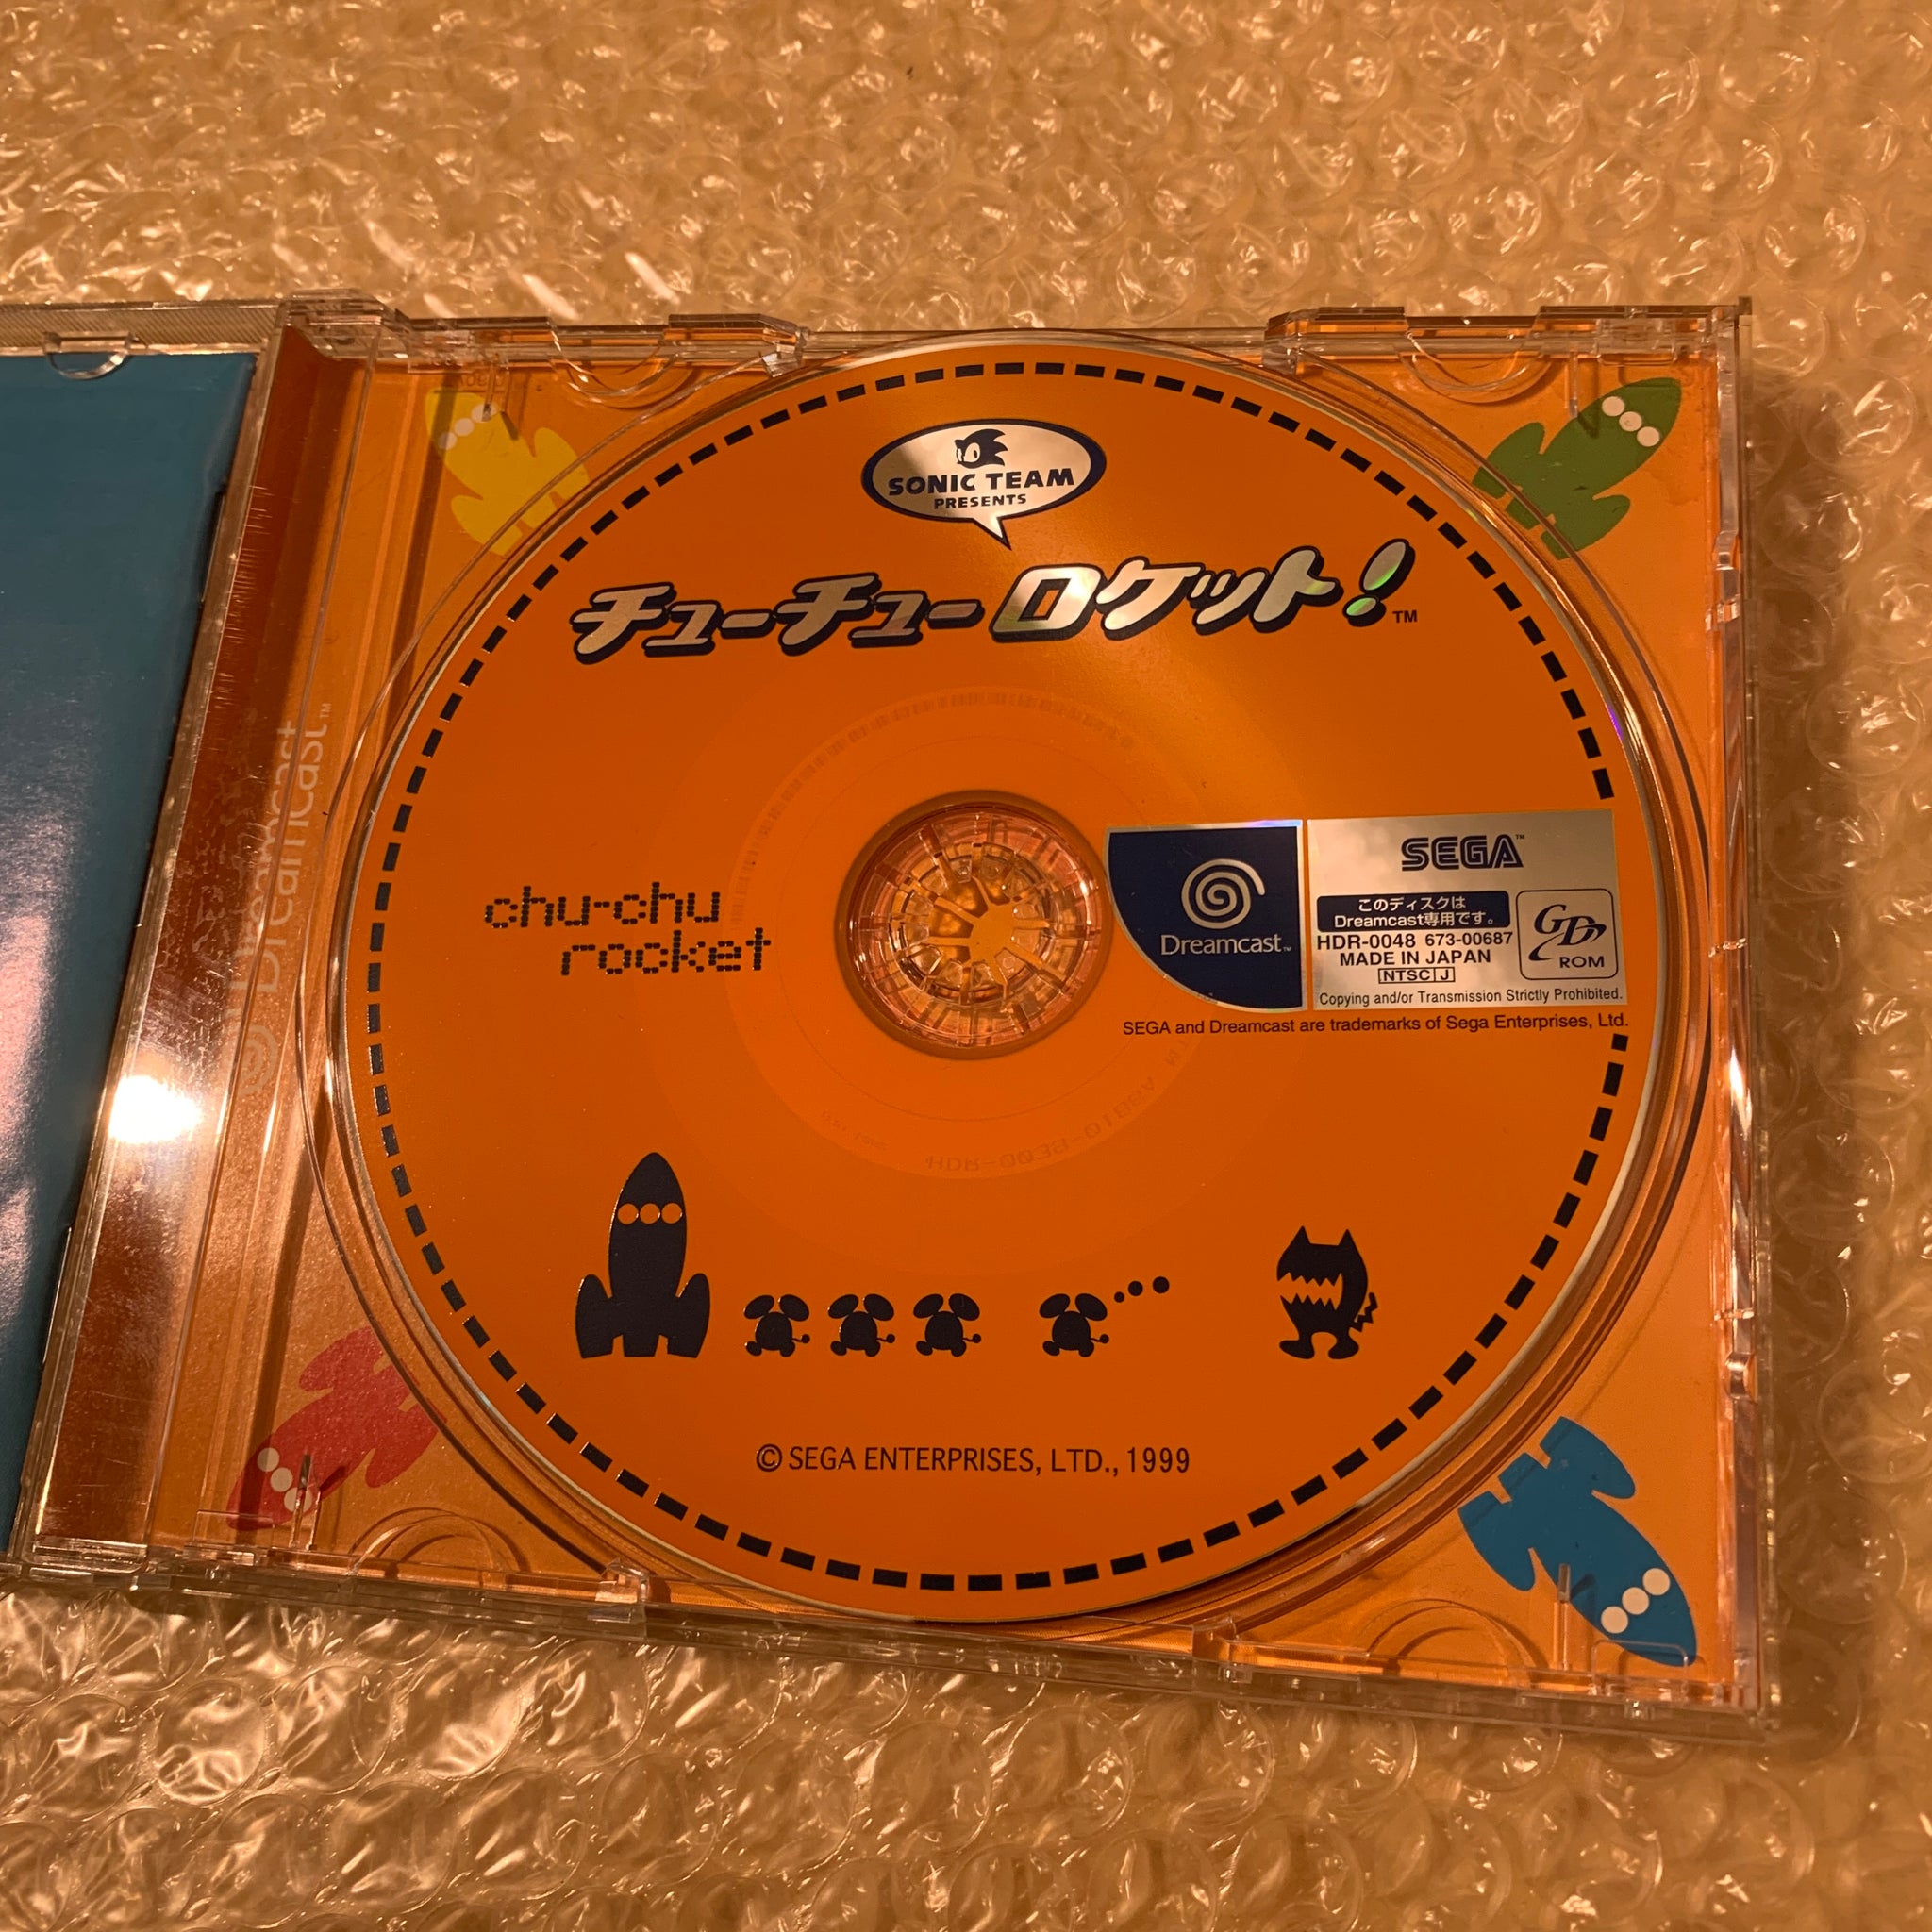 SONIC TEAM
PRESENTS
チューチューロケット!™
chu-chu
rocket
Dreamcast™
SEGA™
このディスクは
Dreamcast専用です。
HDR-0048 673-00687
MADE IN JAPAN
NTSC J
GD
ROM
Copying and/or Transmission Strictly Prohibited.
SEGA and Dreamcast are trademarks of Sega Enterprises, Ltd.
© SEGA ENTERPRISES, LTD., 1999
Dreamcast™